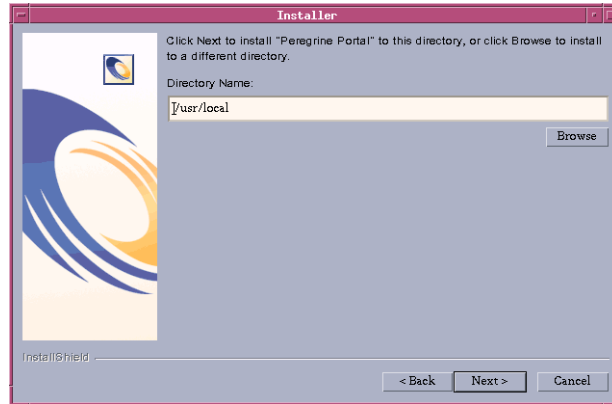 Installer
Click Next to install "Peregrine Portal" to this directory, or click Browse to install
to a different directory.
Directory Name:
/usr/local
Browse
InstallShield
< Back Next > Cancel